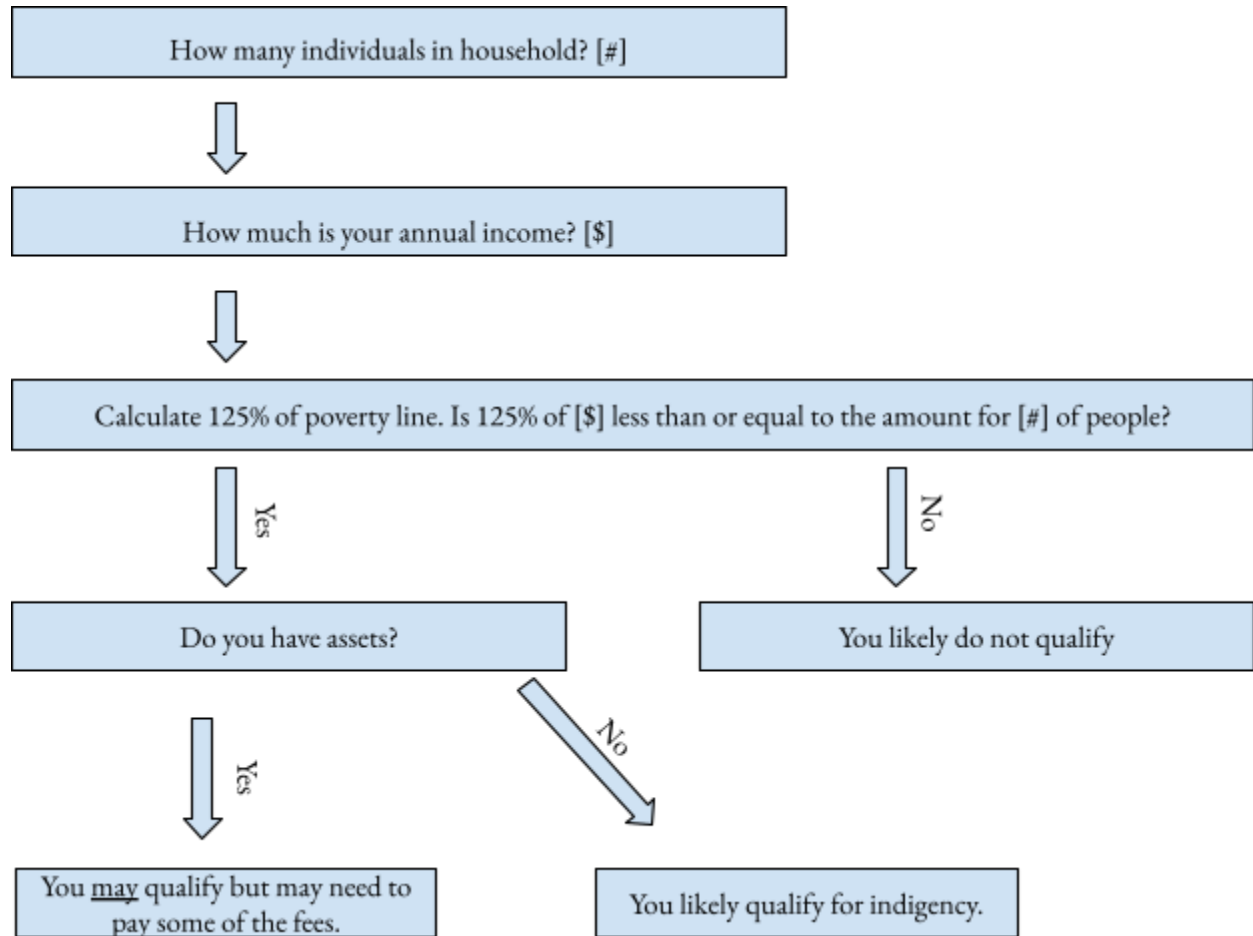 How many individuals in household? [#]
How much is your annual income? [$]
Calculate 125% of poverty line. Is 125% of [$] less than or equal to the amount for [#] of people?
Yes
No
Do you have assets?
You likely do not qualify
Yes
No
You may qualify but may need to
pay some of the fees.
You likely qualify for indigency.